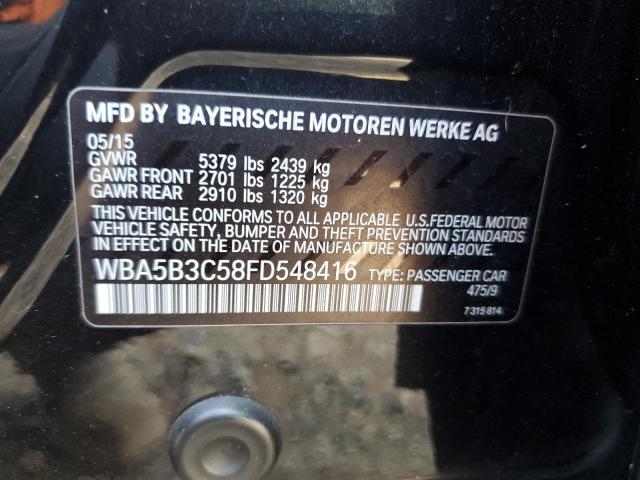 MFD BY BAYERISCHE MOTOREN WERKE AG
05/15
GVWR 5379 lbs 2439 kg
GAWR FRONT 2701 lbs 1225 kg
GAWR REAR 2910 lbs 1320 kg
THIS VEHICLE CONFORMS TO ALL APPLICABLE U.S.FEDERAL MOTOR
VEHICLE SAFETY, BUMPER AND THEFT PREVENTION STANDARDS
IN EFFECT ON THE DATE OF MANUFACTURE SHOWN ABOVE.
WBA5B3C58FD548416 TYPE: PASSENGER CAR
475/9
7 315 814